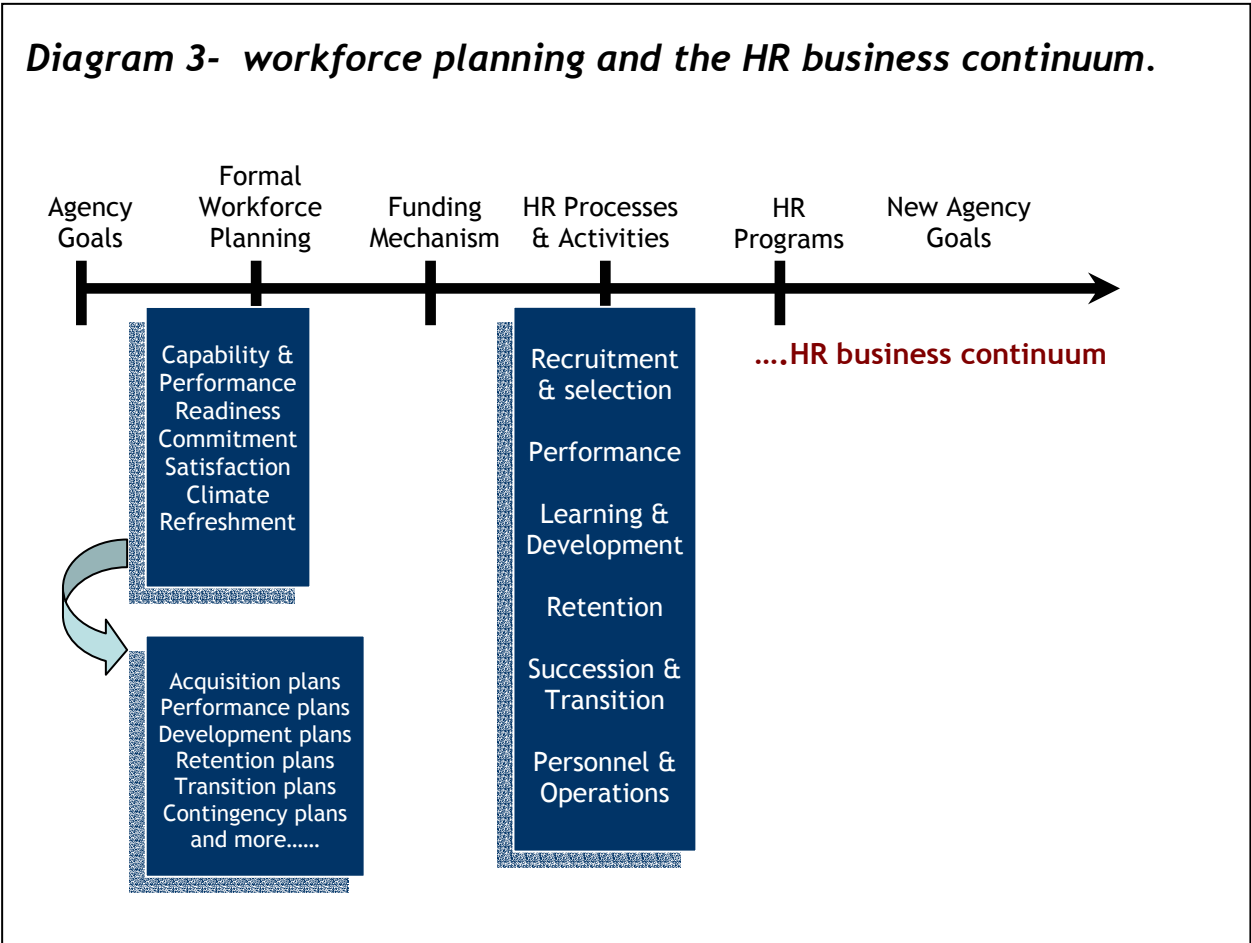 Diagram 3- workforce planning and the HR business continuum.
Agency
Goals
Formal
Workforce
Planning
Funding
Mechanism
HR Processes
& Activities
HR
Programs
New Agency
Goals
….HR business continuum
Capability &
Performance
Readiness
Commitment
Satisfaction
Climate
Refreshment
Acquisition plans
Performance plans
Development plans
Retention plans
Transition plans
Contingency plans
and more……
Recruitment
& selection
Performance
Learning &
Development
Retention
Succession &
Transition
Personnel &
Operations